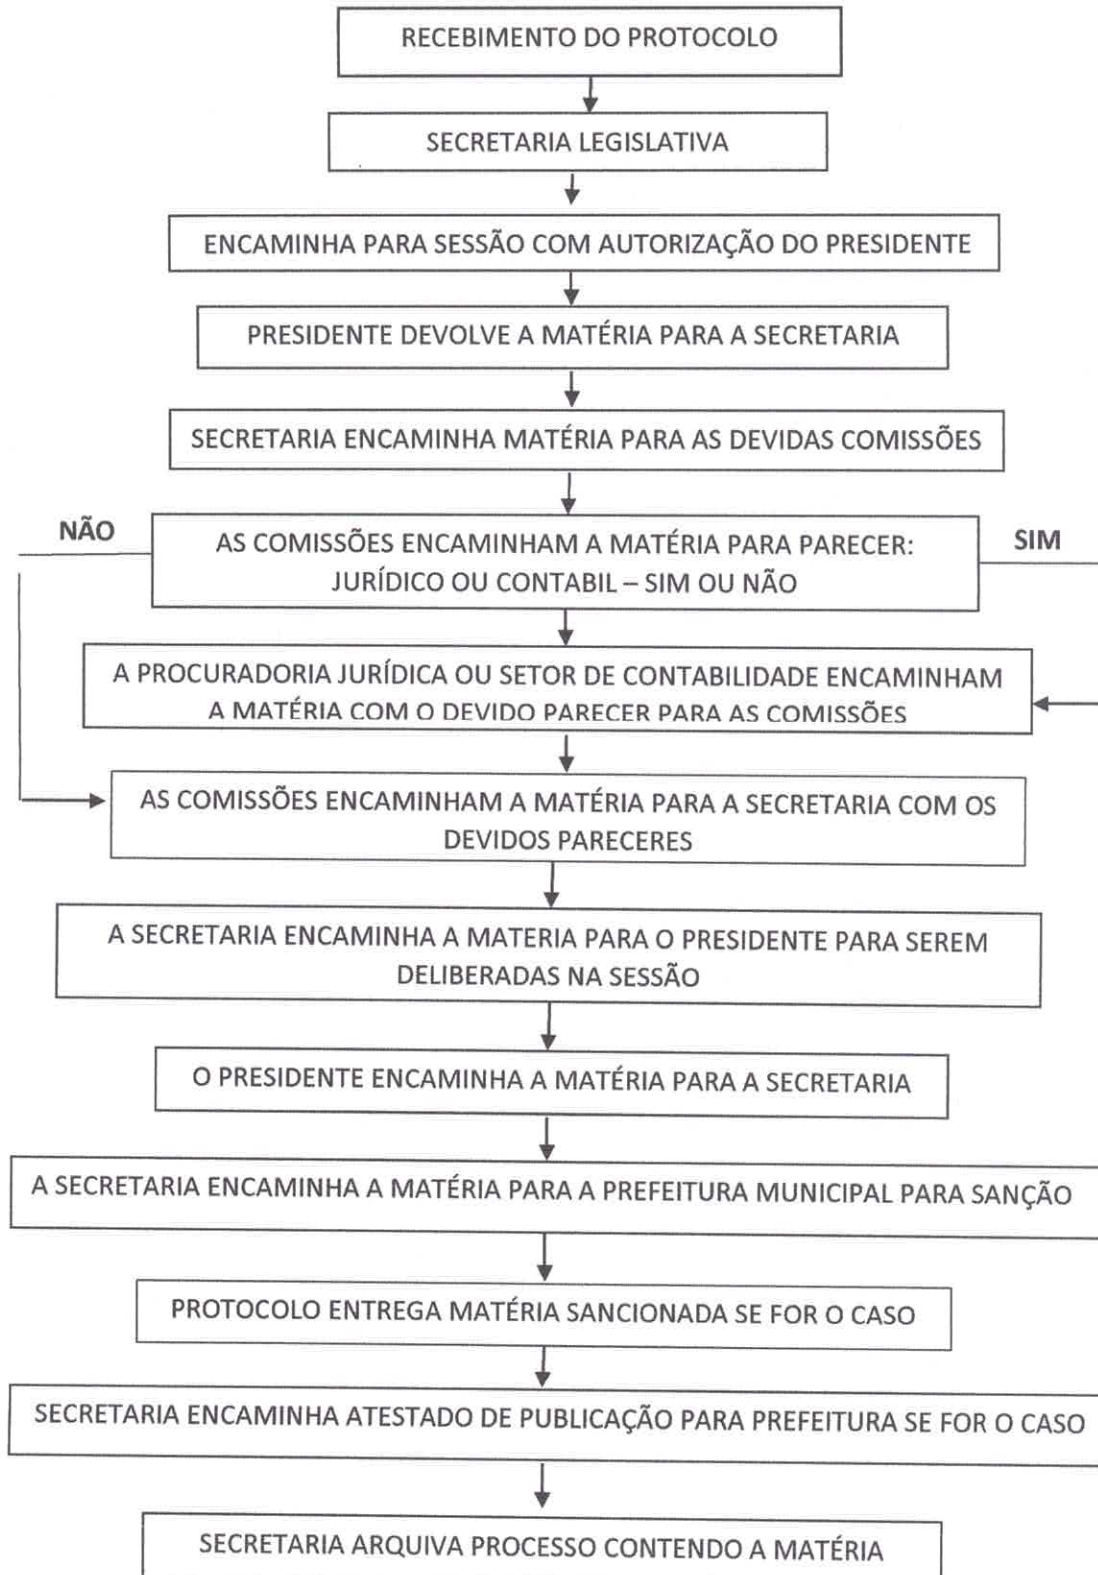 RECEBIMENTO DO PROTOCOLO
SECRETARIA LEGISLATIVA
ENCAMINHA PARA SESSÃO COM AUTORIZAÇÃO DO PRESIDENTE
PRESIDENTE DEVOLVE A MATÉRIA PARA A SECRETARIA
SECRETARIA ENCAMINHA MATÉRIA PARA AS DEVIDAS COMISSÕES
NÃO
AS COMISSÕES ENCAMINHAM A MATÉRIA PARA PARECER:
JURÍDICO OU CONTABIL – SIM OU NÃO
SIM
A PROCURADORIA JURÍDICA OU SETOR DE CONTABILIDADE ENCAMINHAM
A MATÉRIA COM O DEVIDO PARECER PARA AS COMISSÕES
AS COMISSÕES ENCAMINHAM A MATÉRIA PARA A SECRETARIA COM OS
DEVIDOS PARECERES
A SECRETARIA ENCAMINHA A MATERIA PARA O PRESIDENTE PARA SEREM
DELIBERADAS NA SESSÃO
O PRESIDENTE ENCAMINHA A MATÉRIA PARA A SECRETARIA
A SECRETARIA ENCAMINHA A MATÉRIA PARA A PREFEITURA MUNICIPAL PARA SANÇÃO
PROTOCOLO ENTREGA MATÉRIA SANCIONADA SE FOR O CASO
SECRETARIA ENCAMINHA ATESTADO DE PUBLICAÇÃO PARA PREFEITURA SE FOR O CASO
SECRETARIA ARQUIVA PROCESSO CONTENDO A MATÉRIA